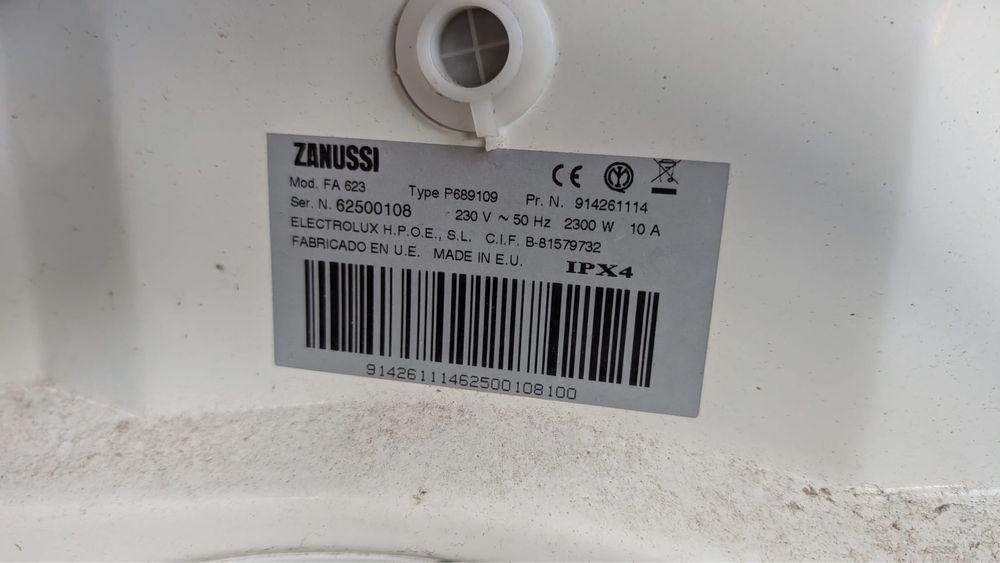 ZANUSSI
Mod. FA 623 Type P689109 Pr. N. 914261114
Ser. N. 62500108 230 V ~ 50 Hz 2300 W 10 A
ELECTROLUX H.P.O.E., S.L. C.I.F. B-81579732
FABRICADO EN U.E. MADE IN E.U. IPX4
91426111462500108100